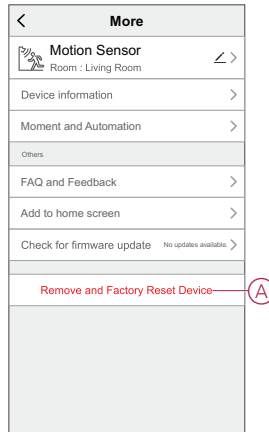 More
Motion Sensor
Room : Living Room
Device information
Moment and Automation
Others
FAQ and Feedback
Add to home screen
Check for firmware update No updates available.
Remove and Factory Reset Device
A